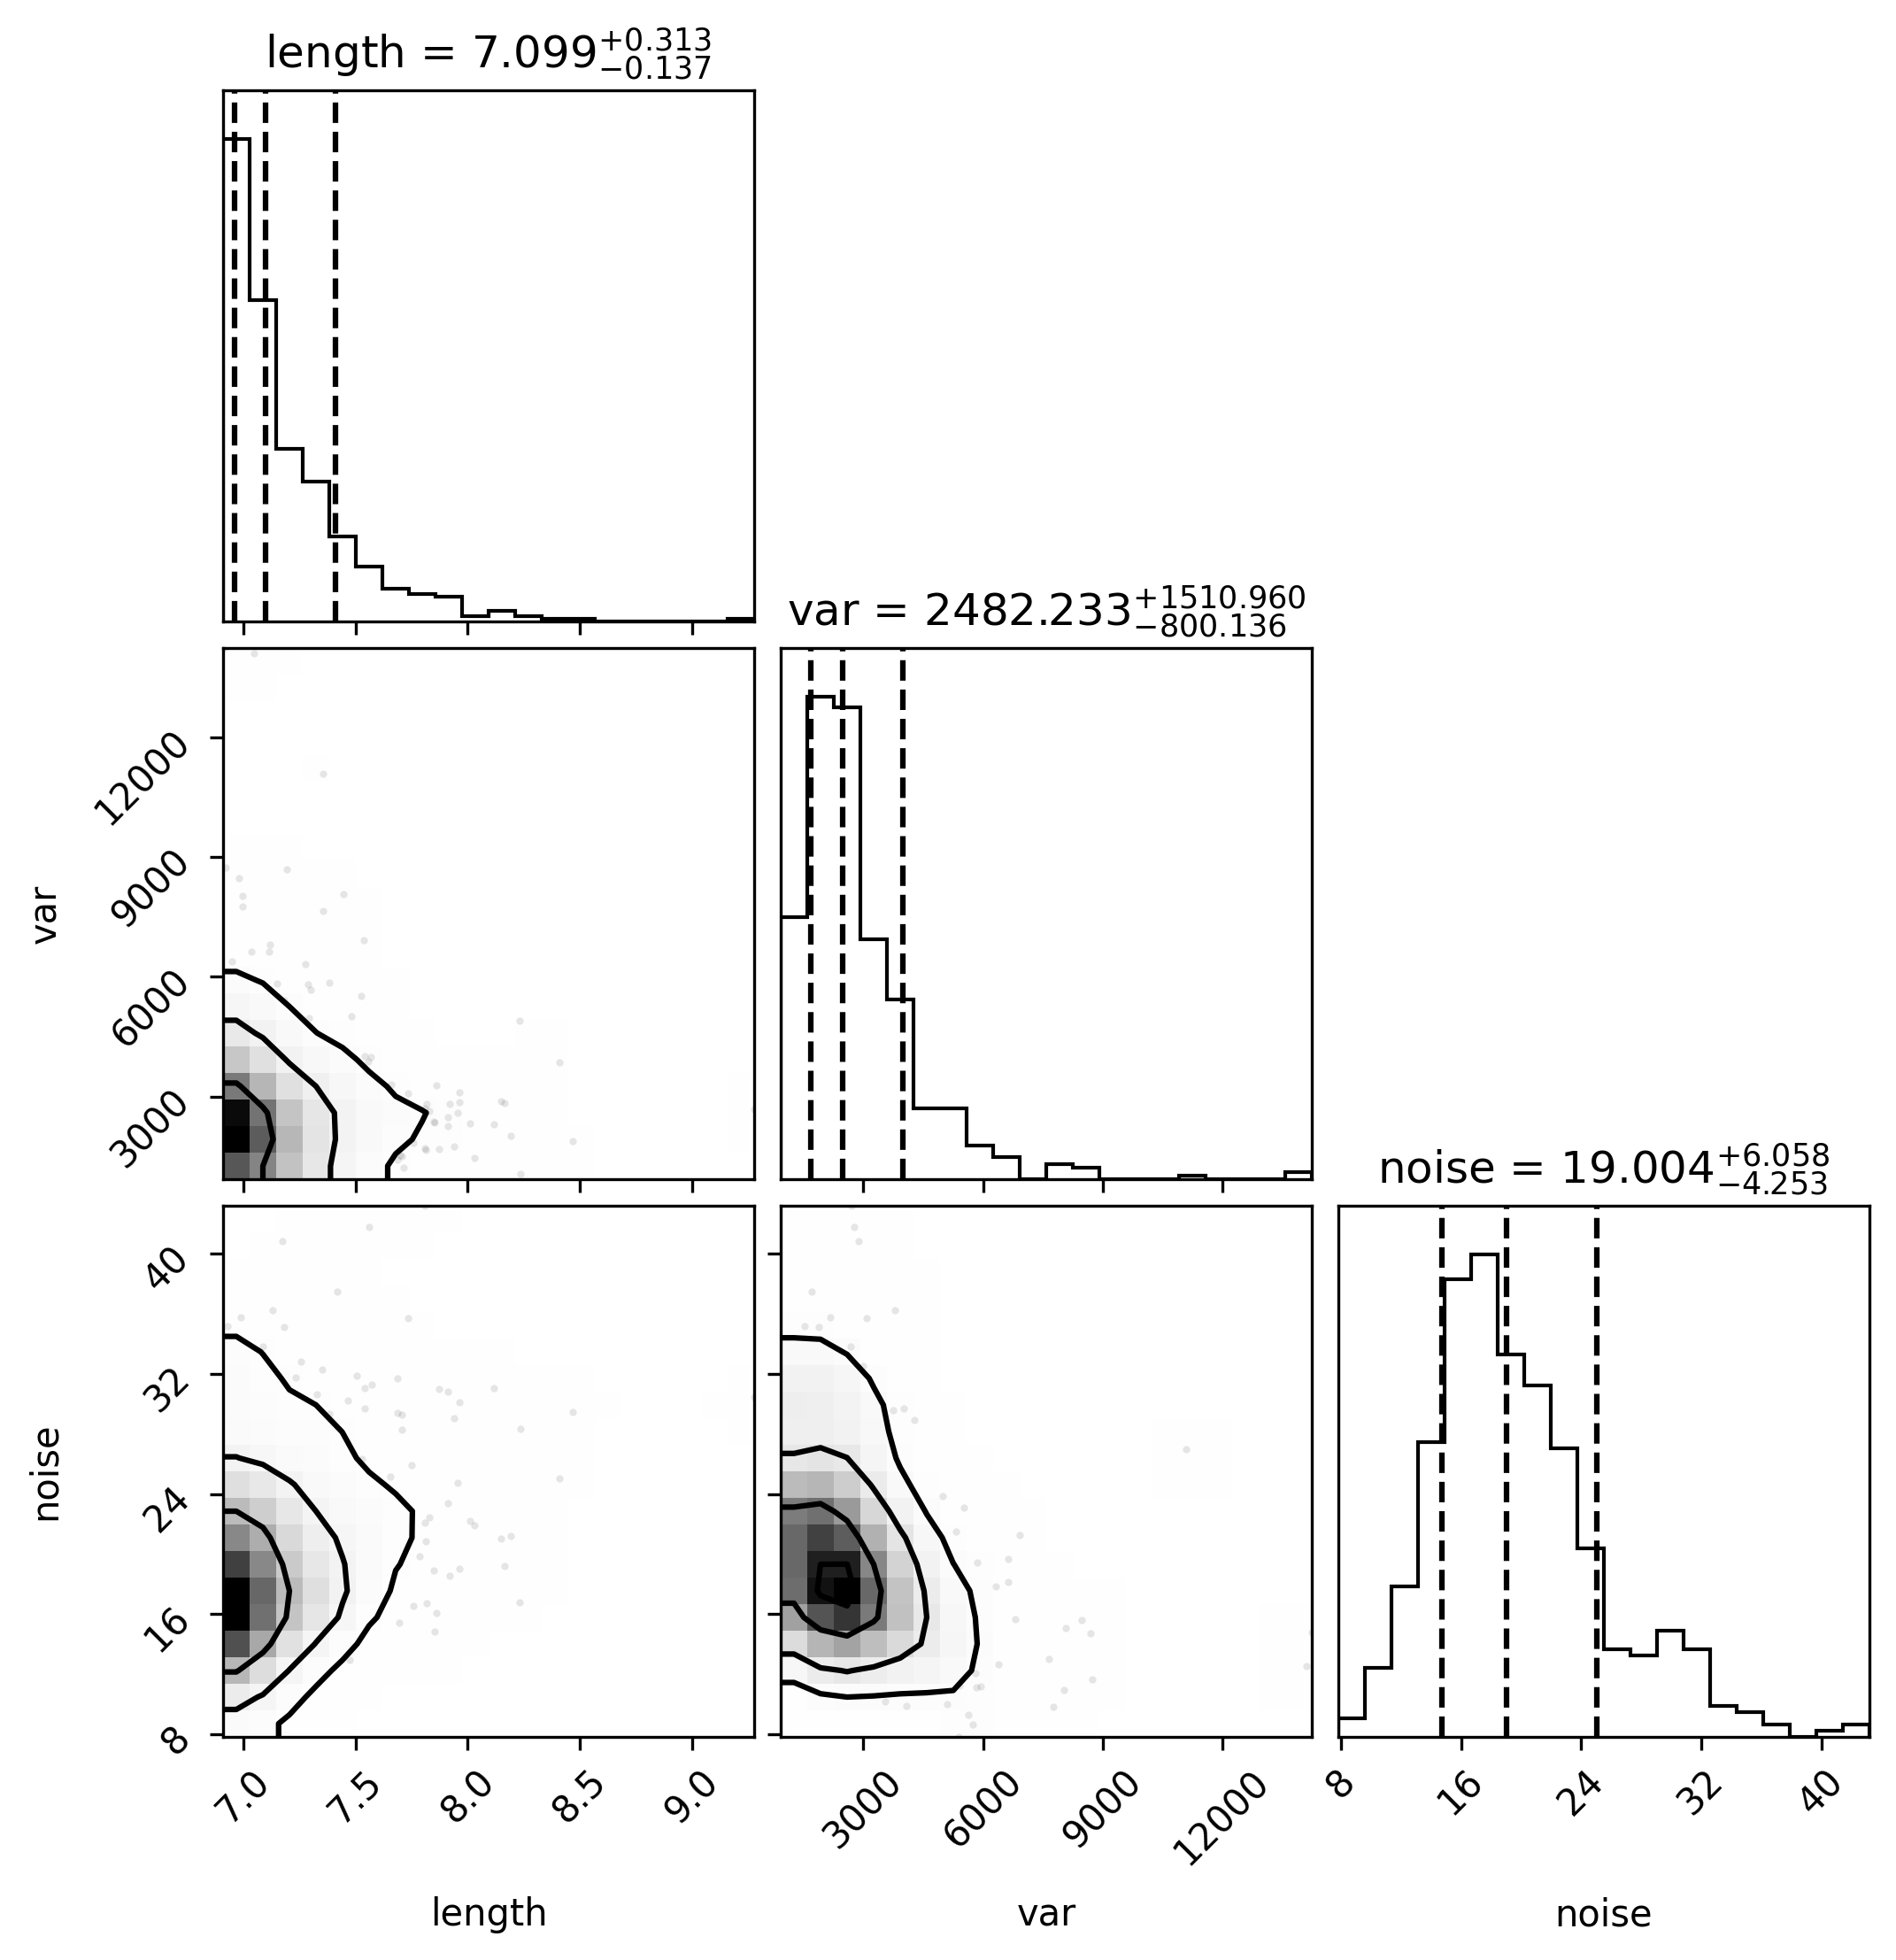 length = 7.099 +0.313 −0.137
var = 2482.233 +1510.960 −800.136
12000
9000
6000
3000
var
noise = 19.004 +6.058 −4.253
40
32
24
16
8
noise
7.0 7.5 8.0 8.5 9.0
3000 6000 9000 12000
8 16 24 32 40
length var noise